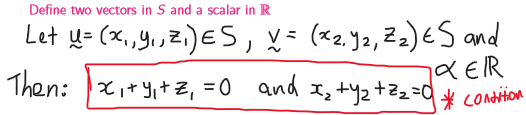 Define two vectors in S and a scalar in ℝ
Let ṵ = (x₁, y₁, z₁) ∈ S, v̰ = (x₂, y₂, z₂) ∈ S and
α ∈ ℝ
Then: x₁ + y₁ + z₁ = 0 and x₂ + y₂ + z₂ = 0 * condition